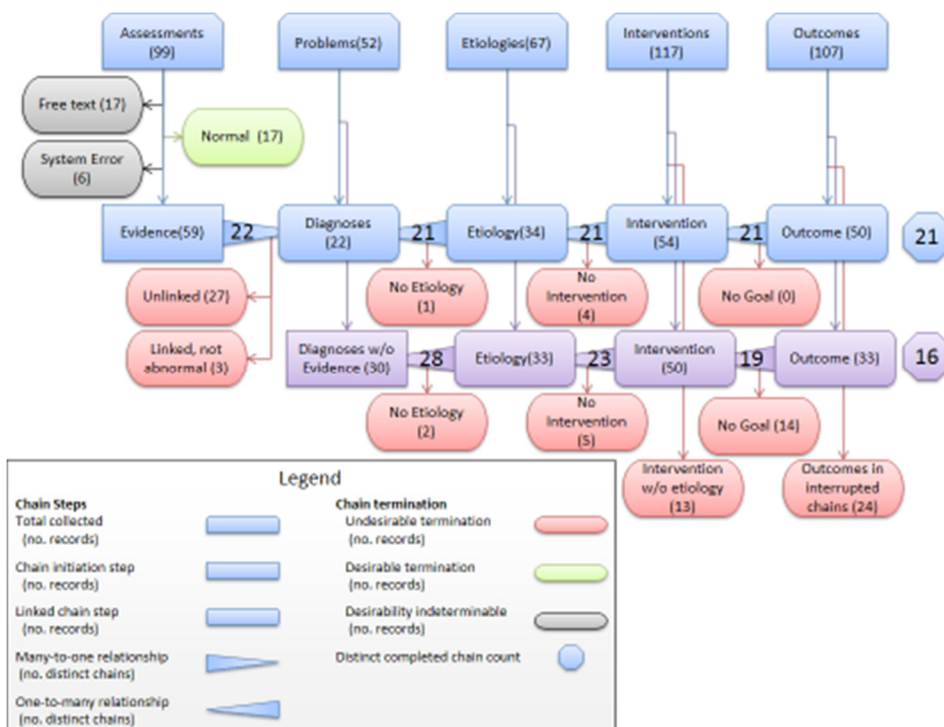 Assessments
(99)
Problems(52)
Etiologies(67)
Interventions
(117)
Outcomes
(107)
Free text (17)
Normal (17)
System Error
(6)
Evidence(59)
22
Diagnoses
(22)
21
Etiology(34)
21
Intervention
(54)
21
Outcome (50)
21
Unlinked (27)
No Etiology
(1)
No
Intervention
(4)
No Goal (0)
Linked, not
abnormal (3)
Diagnoses w/o
Evidence (30)
28
Etiology(33)
23
Intervention
(50)
19
Outcome (33)
16
No Etiology
(2)
No
Intervention
(5)
No Goal (14)
Intervention
w/o etiology
(13)
Outcomes in
interrupted
chains (24)
Legend
Chain Steps
Total collected
(no. records)
Chain initiation step
(no. records)
Linked chain step
(no. records)
Many-to-one relationship
(no. distinct chains)
One-to-many relationship
(no. distinct chains)
Chain termination
Undesirable termination
(no. records)
Desirable termination
(no. records)
Desirability indeterminable
(no. records)
Distinct completed chain count